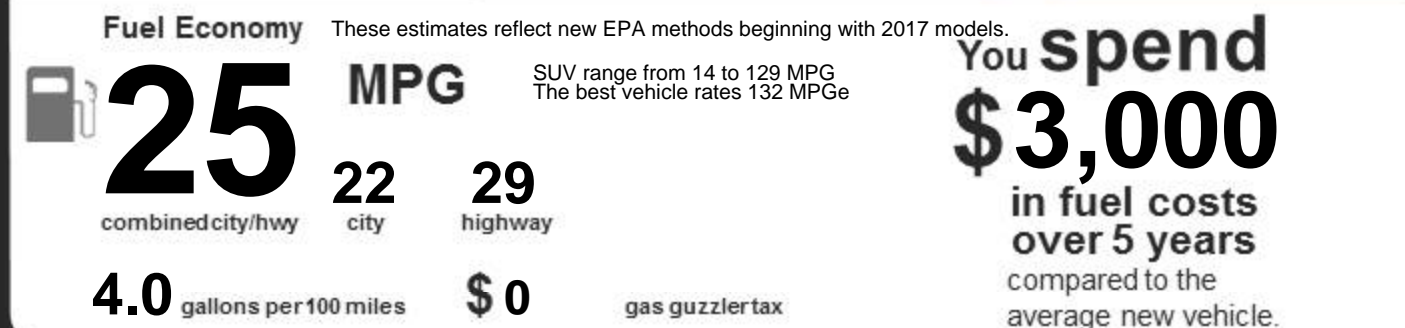 Fuel Economy These estimates reflect new EPA methods beginning with 2017 models.
25 MPG
SUV range from 14 to 129 MPG
The best vehicle rates 132 MPGe
22 29
combined city/hwy city highway
4.0 gallons per 100 miles $0 gas guzzler tax
You spend
$3,000
in fuel costs
over 5 years
compared to the
average new vehicle.